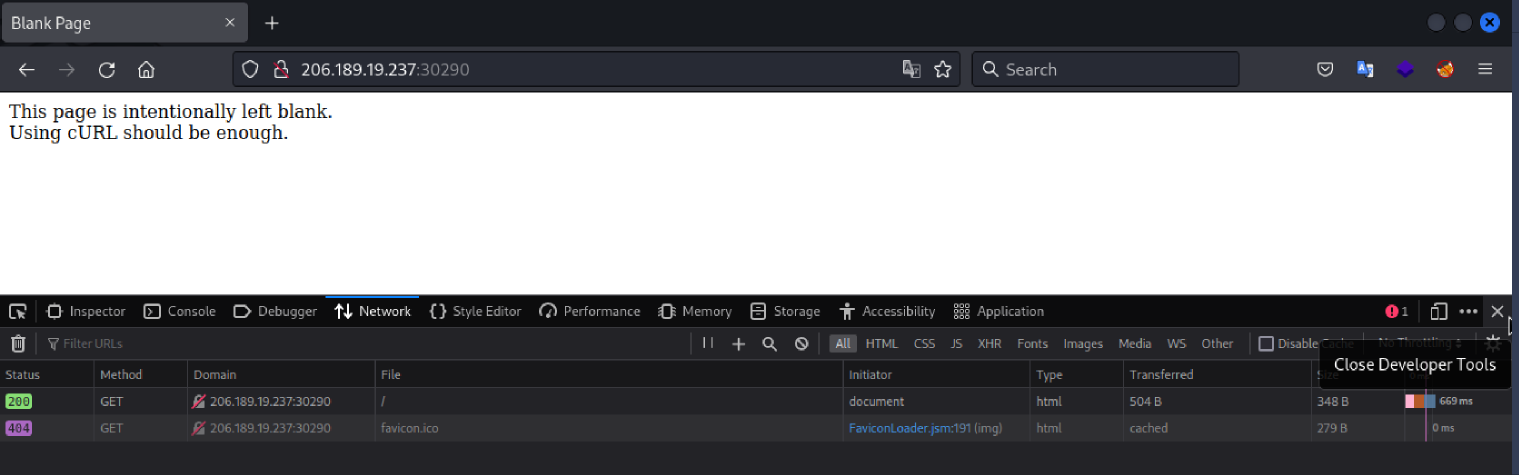 Blank Page
206.189.19.237:30290
Search
This page is intentionally left blank.
Using cURL should be enough.
Inspector Console Debugger Network Style Editor Performance Memory Storage Accessibility Application 1
Filter URLs All HTML CSS JS XHR Fonts Images Media WS Other Disable Cache No Throttling
Close Developer Tools
Status Method Domain File Initiator Type Transferred Size
200 GET 206.189.19.237:30290 / document html 504 B 348 B 669 ms
404 GET 206.189.19.237:30290 favicon.ico FaviconLoader.jsm:191 (img) html cached 279 B 0 ms